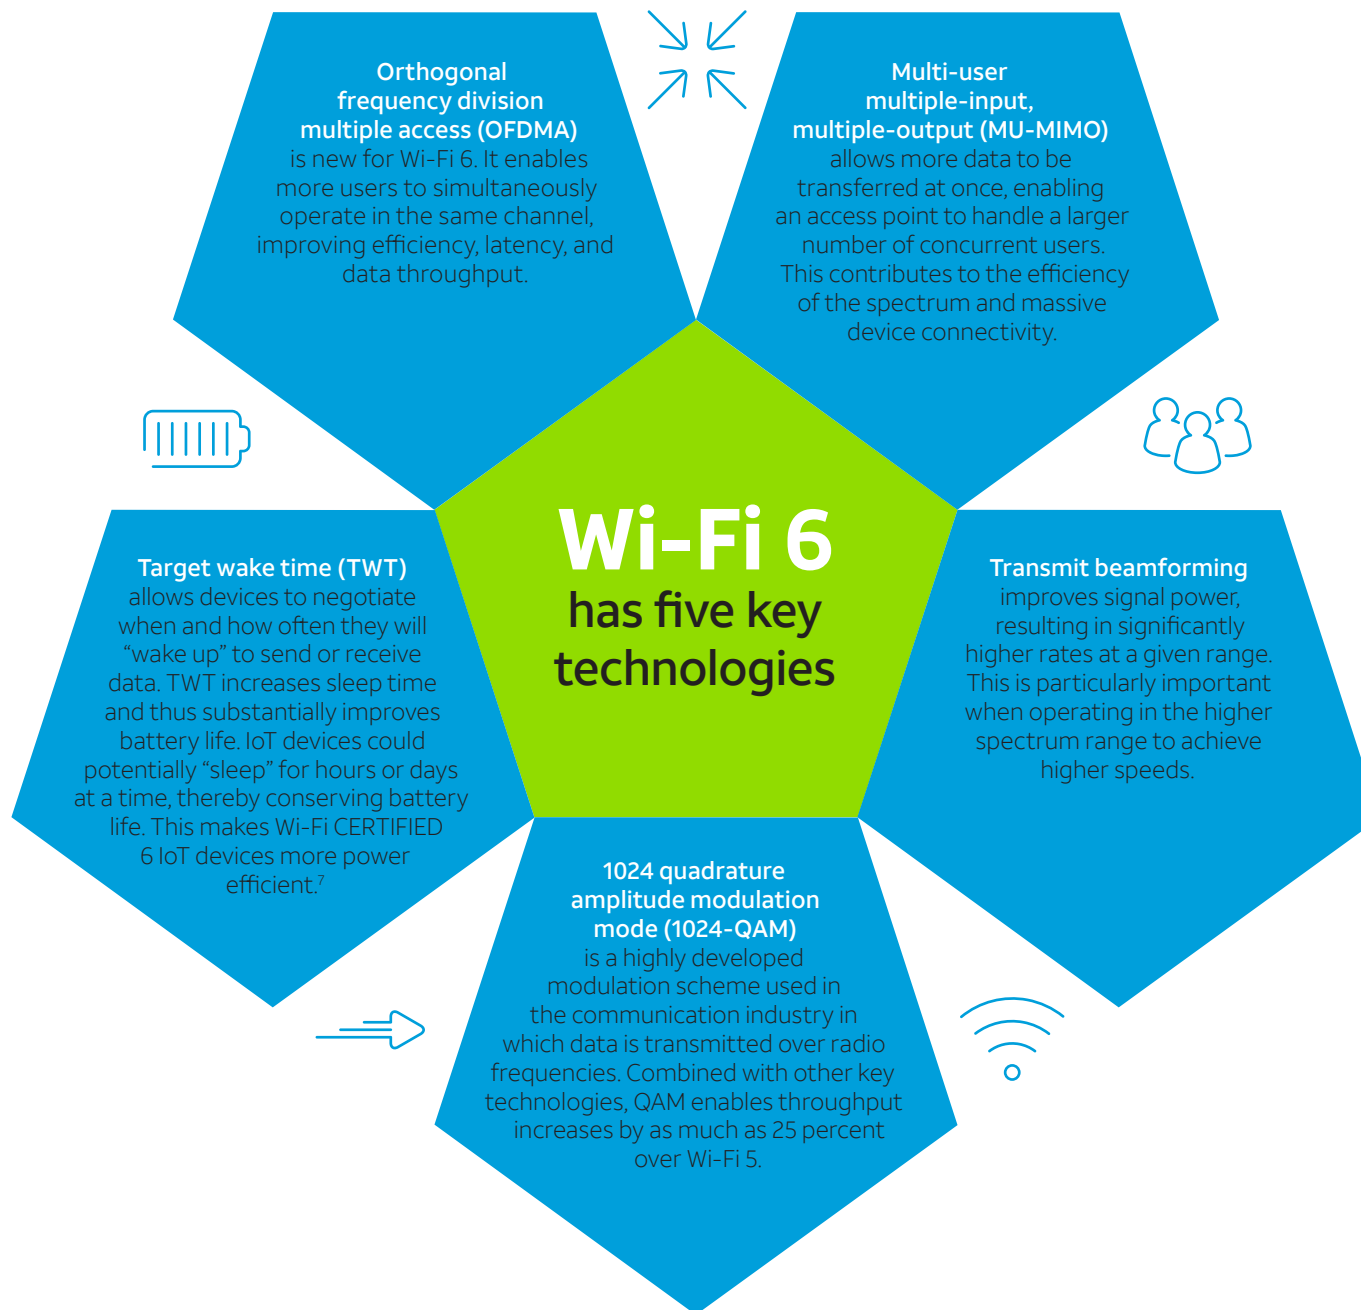 Orthogonal
frequency division
multiple access (OFDMA)
is new for Wi-Fi 6. It enables
more users to simultaneously
operate in the same channel,
improving efficiency, latency, and
data throughput.
Multi-user
multiple-input,
multiple-output (MU-MIMO)
allows more data to be
transferred at once, enabling
an access point to handle a larger
number of concurrent users.
This contributes to the efficiency
of the spectrum and massive
device connectivity.
Wi-Fi 6
has five key
technologies
Target wake time (TWT)
allows devices to negotiate
when and how often they will
“wake up” to send or receive
data. TWT increases sleep time
and thus substantially improves
battery life. IoT devices could
potentially “sleep” for hours or days
at a time, thereby conserving battery
life. This makes Wi-Fi CERTIFIED
6 IoT devices more power
efficient.⁷
Transmit beamforming
improves signal power,
resulting in significantly
higher rates at a given range.
This is particularly important
when operating in the higher
spectrum range to achieve
higher speeds.
1024 quadrature
amplitude modulation
mode (1024-QAM)
is a highly developed
modulation scheme used in
the communication industry in
which data is transmitted over radio
frequencies. Combined with other key
technologies, QAM enables throughput
increases by as much as 25 percent
over Wi-Fi 5.